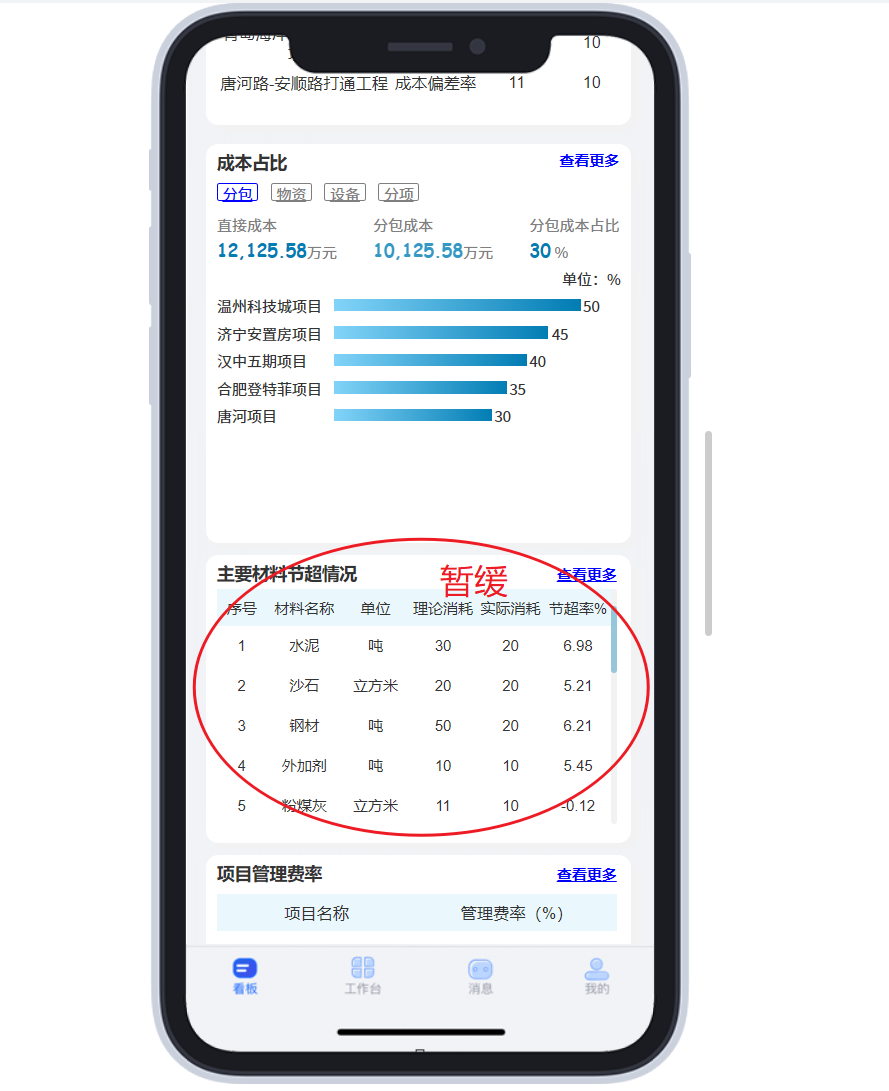 10
唐河路-安顺路打通工程 成本偏差率 11 10
成本占比 查看更多
分包 物资 设备 分项
直接成本 分包成本 分包成本占比
12,125.58万元 10,125.58万元 30 %
单位：%
温州科技城项目 50
济宁安置房项目 45
汉中五期项目 40
合肥登特菲项目 35
唐河项目 30
主要材料节超情况 暂缓 查看更多
序号 材料名称 单位 理论消耗 实际消耗 节超率%
1 水泥 吨 30 20 6.98
2 沙石 立方米 20 20 5.21
3 钢材 吨 50 20 6.21
4 外加剂 吨 10 10 5.45
5 粉煤灰 立方米 11 10 -0.12
项目管理费率 查看更多
项目名称 管理费率（%）
看板 工作台 消息 我的